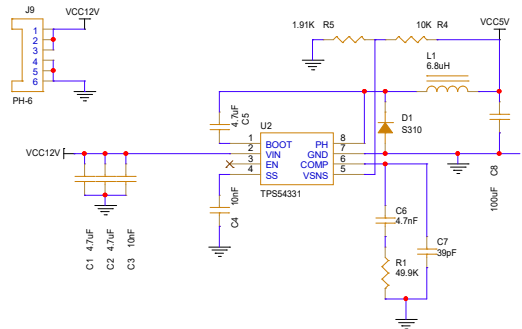 J9
VCC12V
1
2
3
4
5
6
PH-6
1.91K R5
10K R4
VCC5V
L1
6.8uH
4.7uF
C5
U2
D1
S310
VCC12V
1 BOOT PH 8
2 VIN GND 7
3 EN COMP 6
4 SS VSNS 5
TPS54331
10nF
C4
C8
100uF
C1 4.7uF
C2 4.7uF
C3 10nF
C6
4.7nF
C7
39pF
R1
49.9K